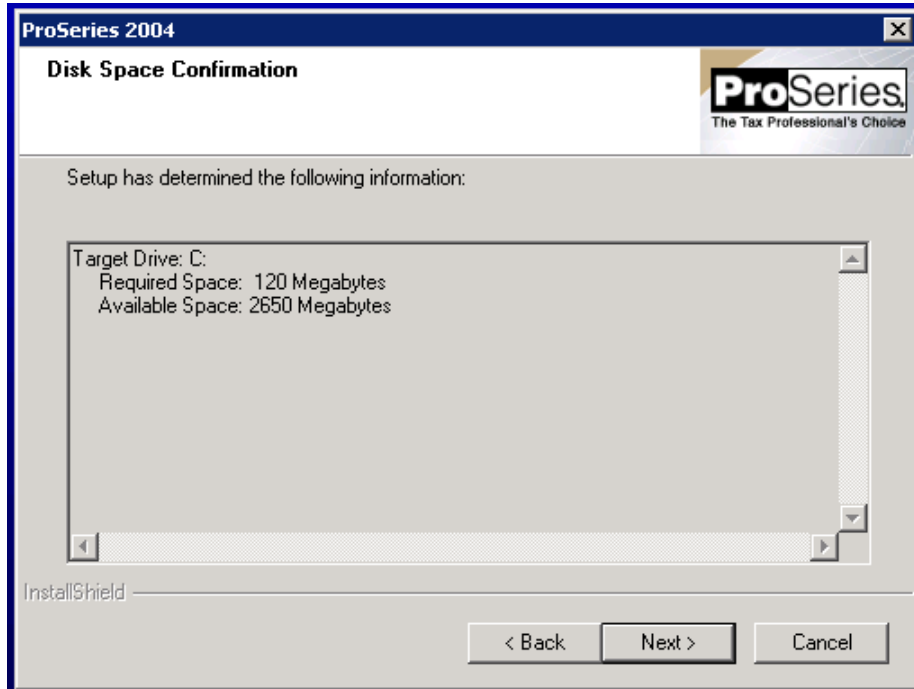 ProSeries 2004
Disk Space Confirmation
ProSeries®
The Tax Professional's Choice
Setup has determined the following information:
Target Drive: C:
Required Space:  120 Megabytes
Available Space: 2650 Megabytes
InstallShield
< Back
Next >
Cancel